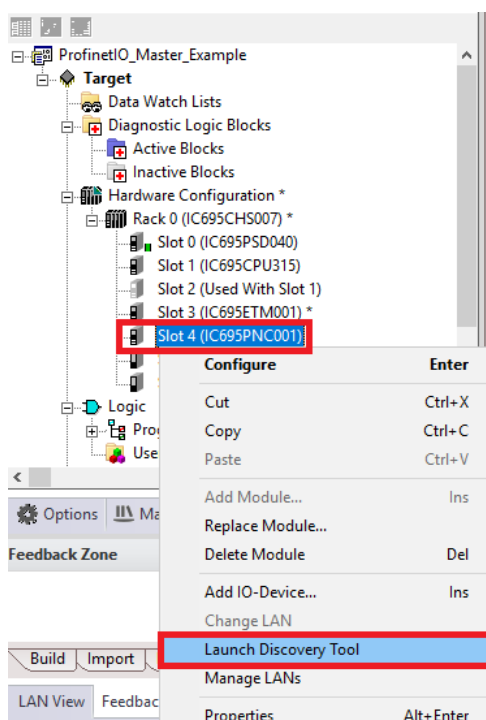 ProfinetIO_Master_Example
Target
Data Watch Lists
Diagnostic Logic Blocks
Active Blocks
Inactive Blocks
Hardware Configuration *
Rack 0 (IC695CHS007) *
Slot 0 (IC695PSD040)
Slot 1 (IC695CPU315)
Slot 2 (Used With Slot 1)
Slot 3 (IC695ETM001) *
Slot 4 (IC695PNC001)
Configure Enter
Cut Ctrl+X
Logic
Copy Ctrl+C
Paste Ctrl+V
Add Module... Ins
Options
Replace Module...
Feedback Zone
Delete Module Del
Add IO-Device... Ins
Change LAN
Launch Discovery Tool
Build Import
Manage LANs
LAN View
Properties Alt+Enter